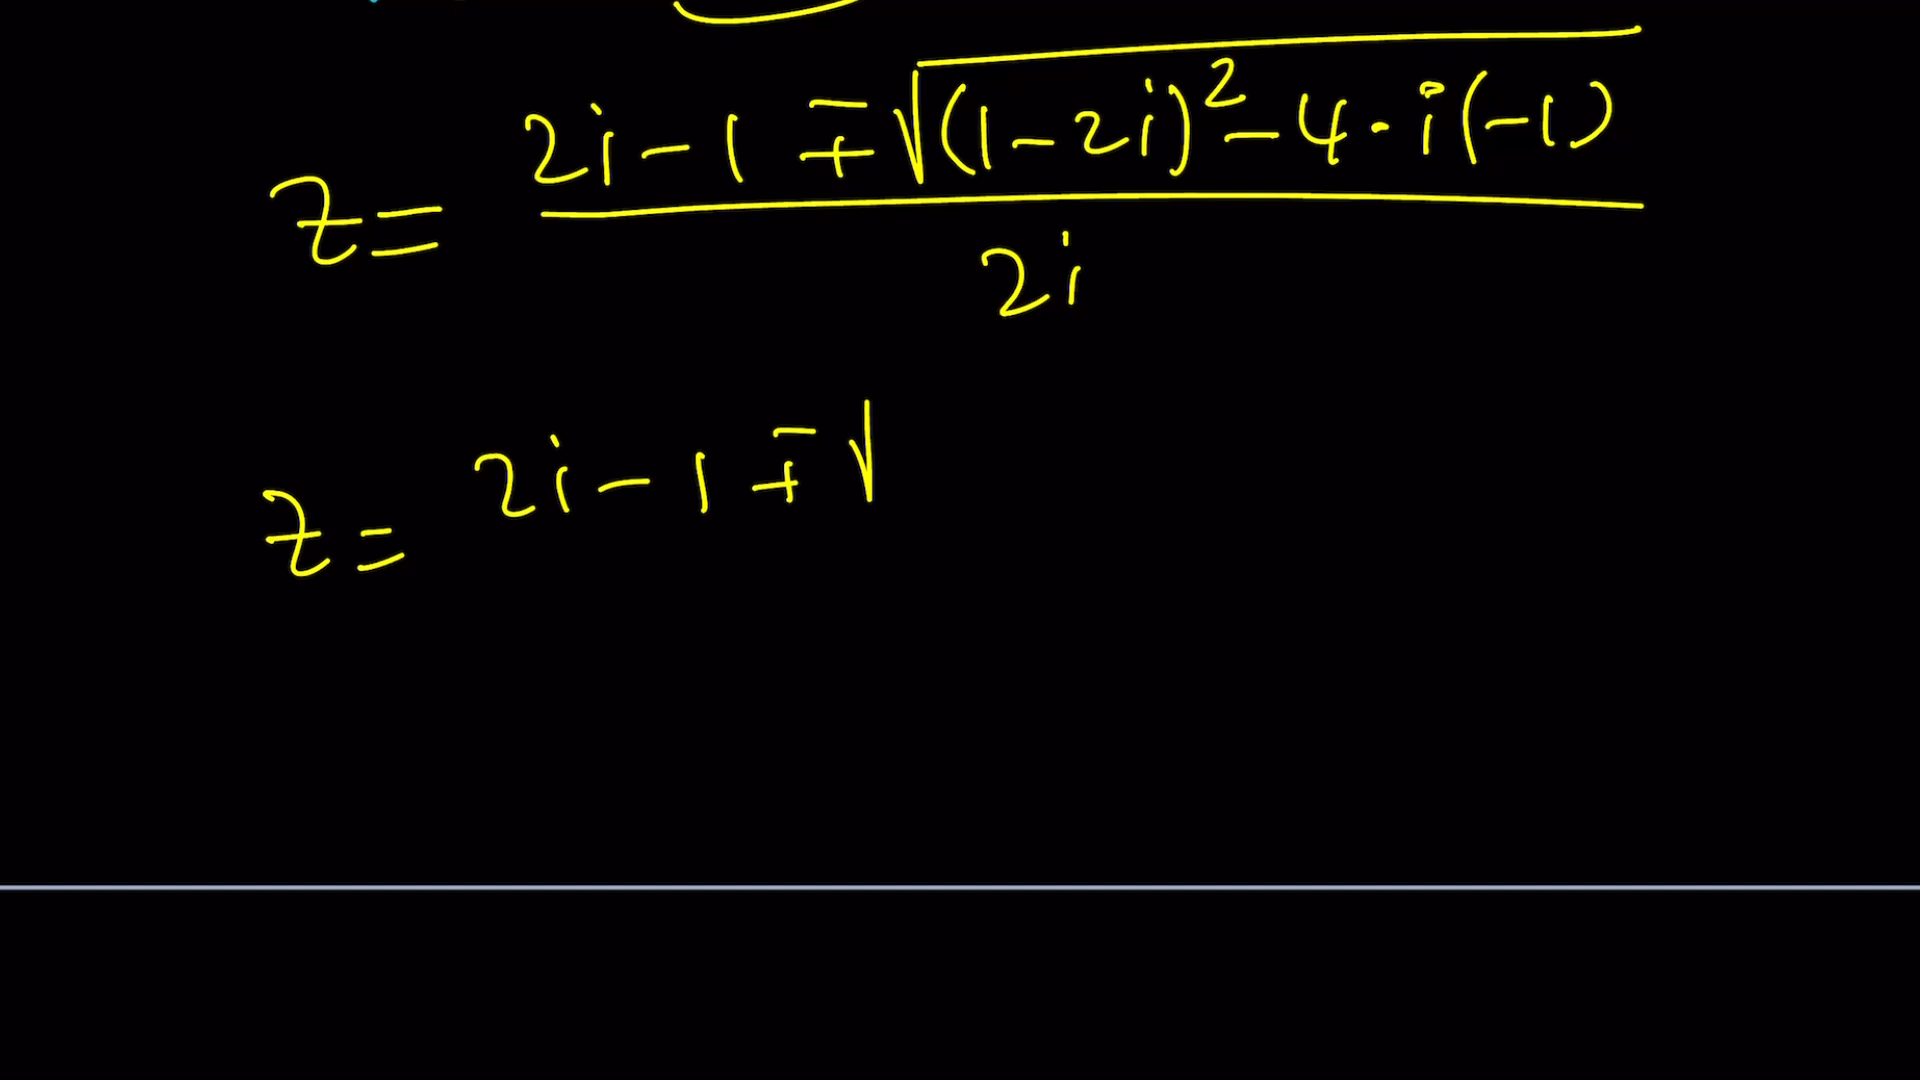 z = (2i - 1 ∓ √((1 - 2i)² - 4 · i(-1))) / 2i
z = 2i - 1 ∓ √